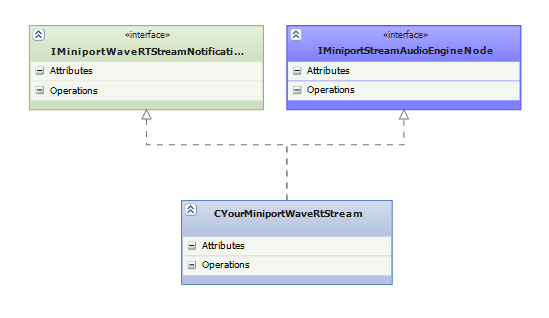 «interface»
IMiniportWaveRTStreamNotificati...
Attributes
Operations
«interface»
IMiniportStreamAudioEngineNode
Attributes
Operations
CYourMiniportWaveRtStream
Attributes
Operations